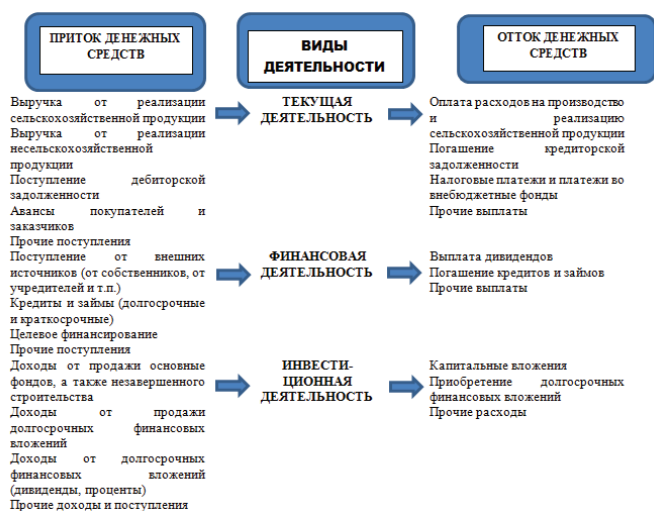 ПРИТОК ДЕНЕЖНЫХ
СРЕДСТВ
ВИДЫ
ДЕЯТЕЛЬНОСТИ
ОТТОК ДЕНЕЖНЫХ
СРЕДСТВ
Выручка от реализации
сельскохозяйственной продукции
Выручка от реализации
несельскохозяйственной
продукции
Поступление дебиторской
задолженности
Авансы покупателей и
заказчиков
Прочие поступления
ТЕКУЩАЯ
ДЕЯТЕЛЬНОСТЬ
Оплата расходов на производство
и реализацию
сельскохозяйственной продукции
Погашение кредиторской
задолженности
Налоговые платежи и платежи во
внебюджетные фонды
Прочие выплаты
Поступление от внешних
источников (от собственников, от
учредителей и т.п.)
Кредиты и займы (долгосрочные
и краткосрочные)
Целевое финансирование
Прочие поступления
ФИНАНСОВАЯ
ДЕЯТЕЛЬНОСТЬ
Выплата дивидендов
Погашение кредитов и займов
Прочие выплаты
Доходы от продажи основные
фондов, а также незавершенного
строительства
Доходы от продажи
долгосрочных финансовых
вложений
Доходы от долгосрочных
финансовых вложений
(дивиденды, проценты)
Прочие доходы и поступления
ИНВЕСТИ-
ЦИОННАЯ
ДЕЯТЕЛЬНОСТЬ
Капитальные вложения
Приобретение долгосрочных
финансовых вложений
Прочие расходы